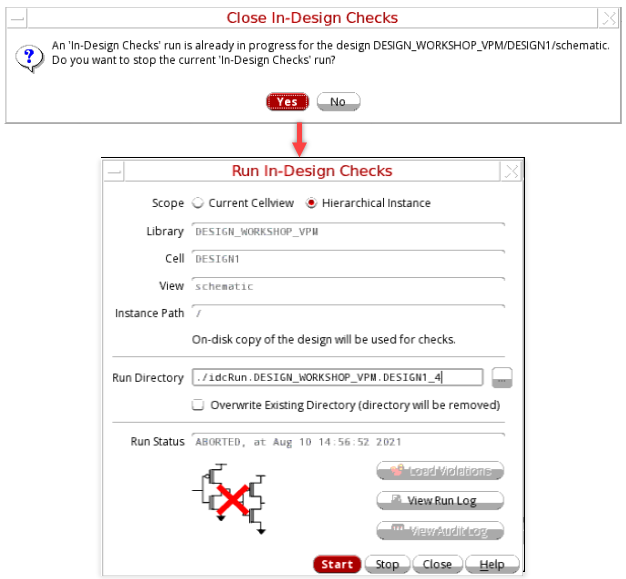 Close In-Design Checks
An 'In-Design Checks' run is already in progress for the design DESIGN_WORKSHOP_VPM/DESIGN1/schematic.
Do you want to stop the current 'In-Design Checks' run?
Yes No
Run In-Design Checks
Scope Current Cellview Hierarchical Instance
Library DESIGN_WORKSHOP_VPM
Cell DESIGN1
View schematic
Instance Path /
On-disk copy of the design will be used for checks.
Run Directory ./idcRun.DESIGN_WORKSHOP_VPM.DESIGN1_4 ...
Overwrite Existing Directory (directory will be removed)
Run Status ABORTED, at Aug 10 14:56:52 2021
Load Violations
View Run Log
View Audit Log
Start Stop Close Help